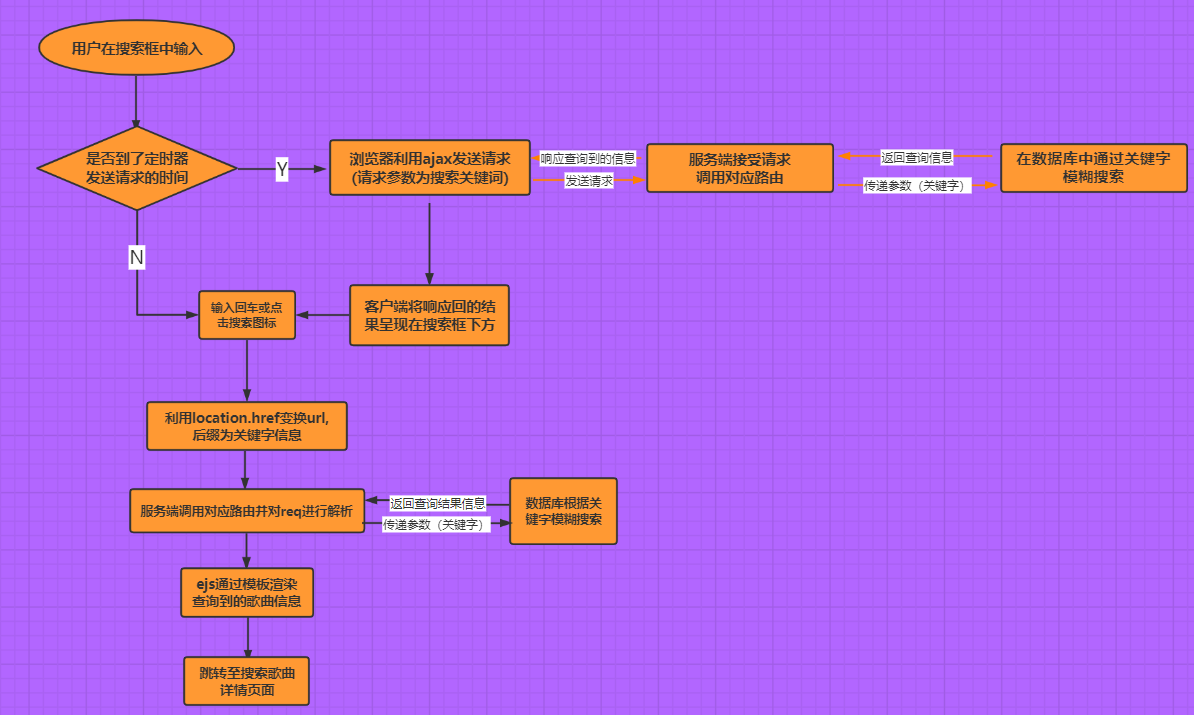 用户在搜索框中输入
是否到了定时器
发送请求的时间
Y
浏览器利用ajax发送请求
(请求参数为搜索关键词)
响应查询到的信息
发送请求
服务端接受请求
调用对应路由
返回查询信息
传递参数（关键字）
在数据库中通过关键字
模糊搜索
N
输入回车或点
击搜索图标
客户端将响应回的结
果呈现在搜索框下方
利用location.href变换url,
后缀为关键字信息
服务端调用对应路由并对req进行解析
返回查询结果信息
传递参数（关键字）
数据库根据关
键字模糊搜索
ejs通过模板渲染
查询到的歌曲信息
跳转至搜索歌曲
详情页面